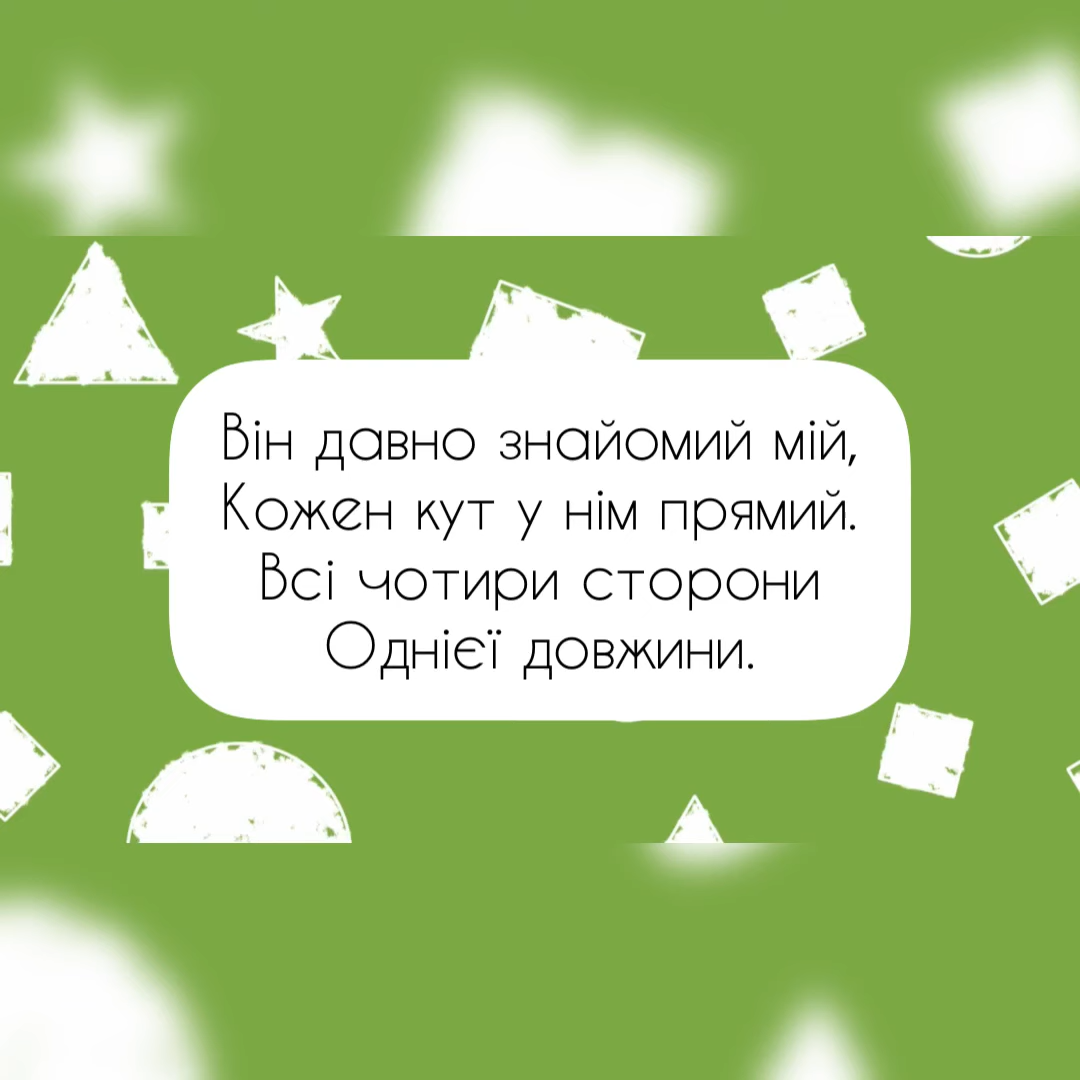 Він давно знайомий мій,
Кожен кут у нім прямий.
Всі чотири сторони
Однієї довжини.